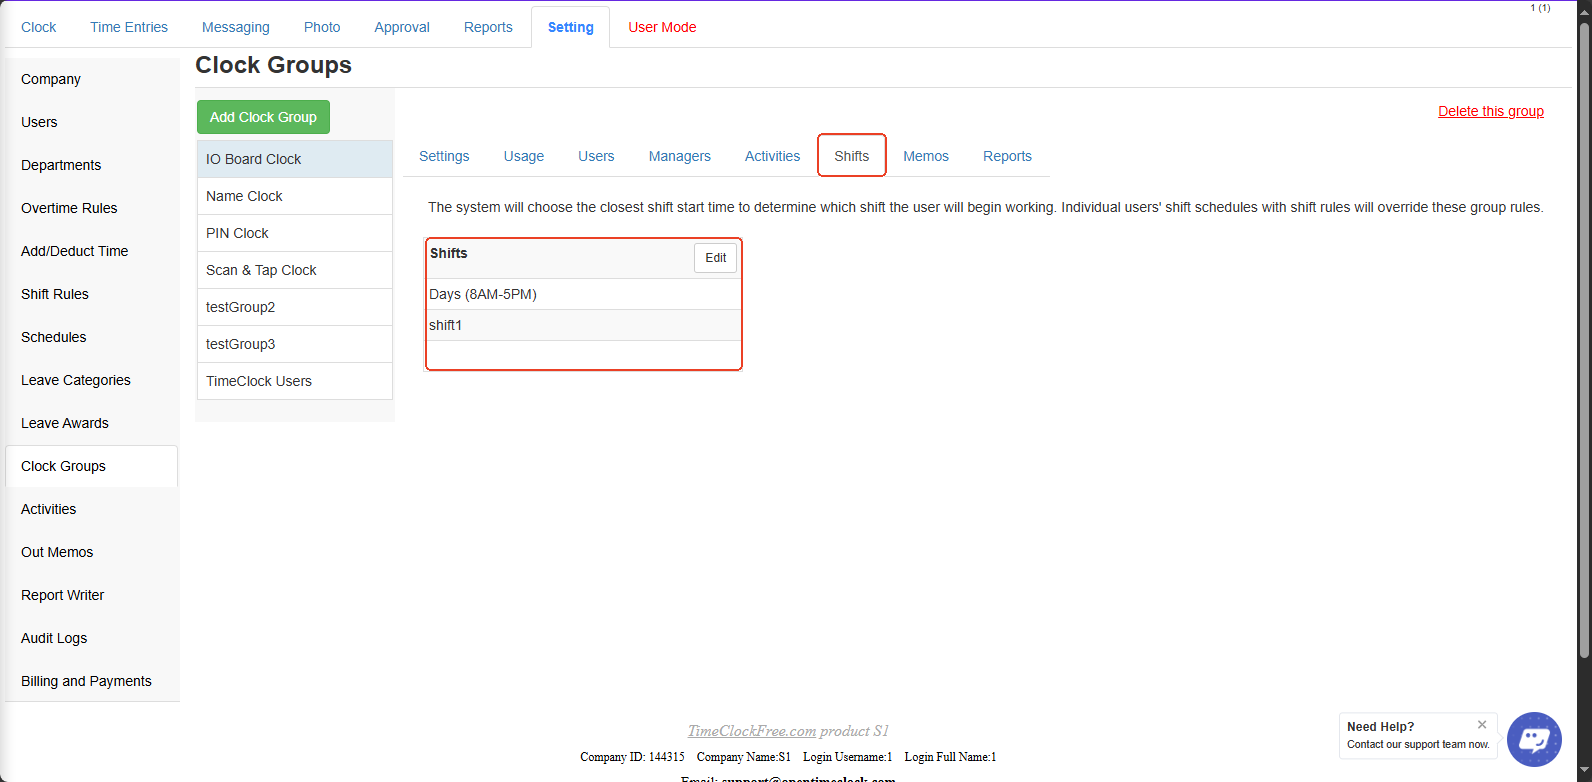 1 (1)
Clock Time Entries Messaging Photo Approval Reports Setting User Mode
Company
Users
Departments
Overtime Rules
Add/Deduct Time
Shift Rules
Schedules
Leave Categories
Leave Awards
Clock Groups
Activities
Out Memos
Report Writer
Audit Logs
Billing and Payments
Clock Groups
Add Clock Group
IO Board Clock
Name Clock
PIN Clock
Scan & Tap Clock
testGroup2
testGroup3
TimeClock Users
Delete this group
Settings Usage Users Managers Activities Shifts Memos Reports
The system will choose the closest shift start time to determine which shift the user will begin working. Individual users' shift schedules with shift rules will override these group rules.
Shifts Edit
Days (8AM-5PM)
shift1
TimeClockFree.com product S1
Company ID: 144315 Company Name:S1 Login Username:1 Login Full Name:1
Email: support@opentimeclock.com
Need Help?
Contact our support team now.